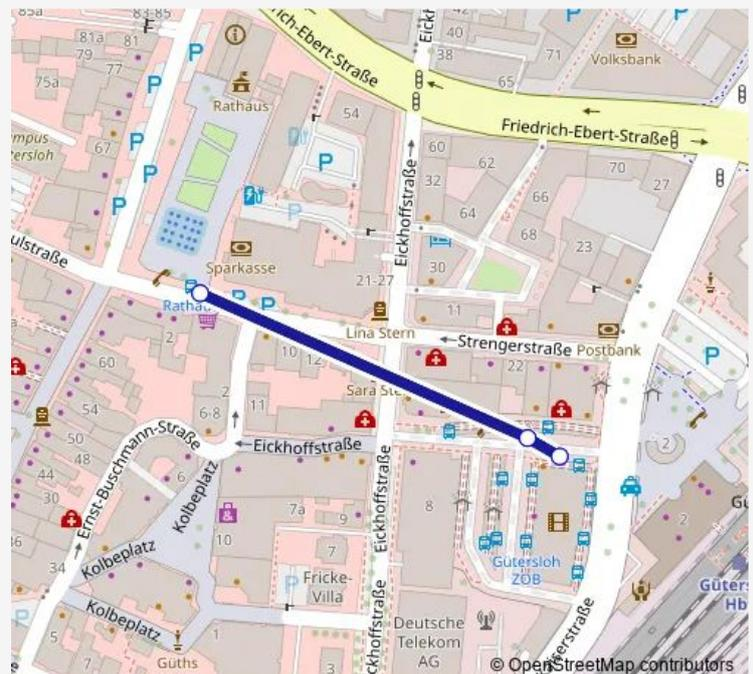 83-85
85a
81a
81
79
77
75a
67
Rathaus
54
Friedrich-Ebert-Straße
40
38
65
71
Volksbank
Friedrich-Ebert-Straße
60
62
32
64
66
70
27
68
23
30
11
Eickhoffstraße
Sparkasse
21-27
Lina Stern
Strengerstraße
Postbank
2
60
10
12
22
54
6-8
11
50
48
44
30
Ernst-Buschmann-Straße
6
Eickhoffstraße
Kolbeplatz
10
7a
9
7
8
Eickhoffstraße
Gütersloh
ZOB
2
2
34
Kolbeplatz
Kolbeplatz
Fricke-
Villa
Deutsche
Telekom
AG
5
7
Güths
1
3
© OpenStreetMap contributors